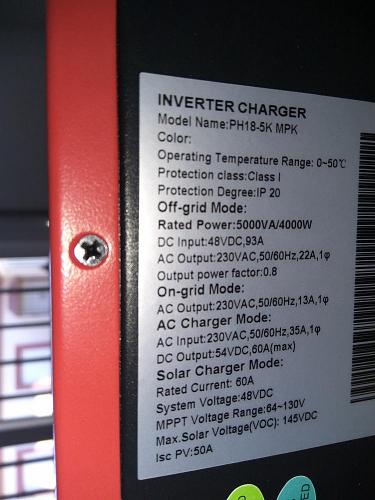 INVERTER CHARGER
Model Name:PH18-5K MPK
Color:
Operating Temperature Range: 0~50℃
Protection class:Class I
Protection Degree:IP 20
Off-grid Mode:
Rated Power:5000VA/4000W
DC Input:48VDC,93A
AC Output:230VAC,50/60Hz,22A,1φ
Output power factor:0.8
On-grid Mode:
AC Output:230VAC,50/60Hz,13A,1φ
AC Charger Mode:
AC Input:230VAC,50/60Hz,35A,1φ
DC Output:54VDC,60A(max)
Solar Charger Mode:
Rated Current: 60A
System Voltage:48VDC
MPPT Voltage Range:64~130V
Max.Solar Voltage(VOC): 145VDC
Isc PV:50A